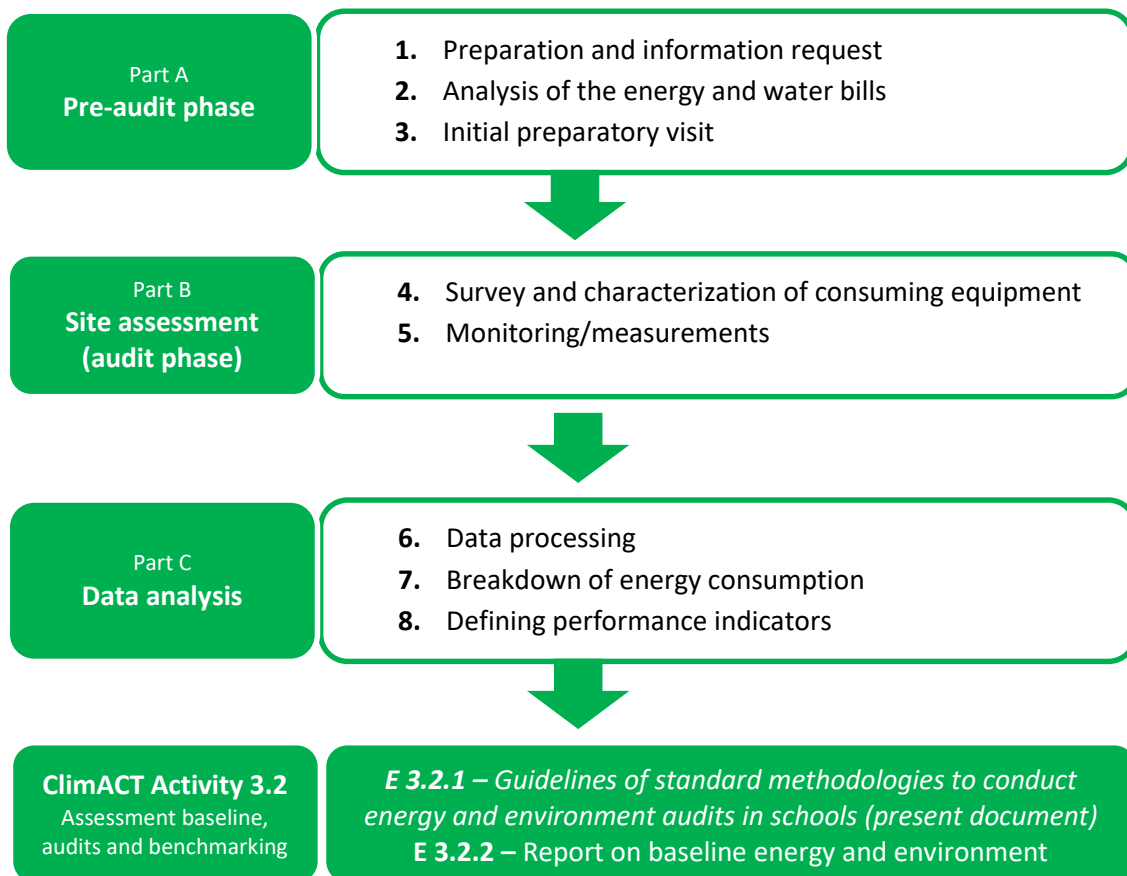 Part A
Pre-audit phase
1. Preparation and information request
2. Analysis of the energy and water bills
3. Initial preparatory visit
Part B
Site assessment
(audit phase)
4. Survey and characterization of consuming equipment
5. Monitoring/measurements
Part C
Data analysis
6. Data processing
7. Breakdown of energy consumption
8. Defining performance indicators
ClimACT Activity 3.2
Assessment baseline,
audits and benchmarking
E 3.2.1 – Guidelines of standard methodologies to conduct
energy and environment audits in schools (present document)
E 3.2.2 – Report on baseline energy and environment